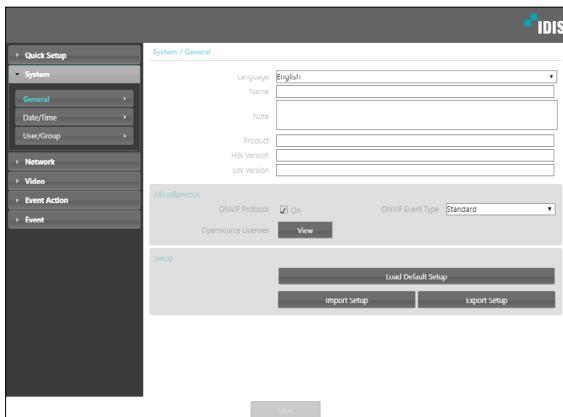 IDIS
Quick Setup
System
General
Date/Time
User/Group
Network
Video
Event Action
Event
System / General
Language English
Name
Note
Product
HW Version
SW Version
Miscellaneous
ONVIF Protocol On ONVIF Event Type Standard
Opensource Licenses View
Setup
Load Default Setup
Import Setup Export Setup
Save